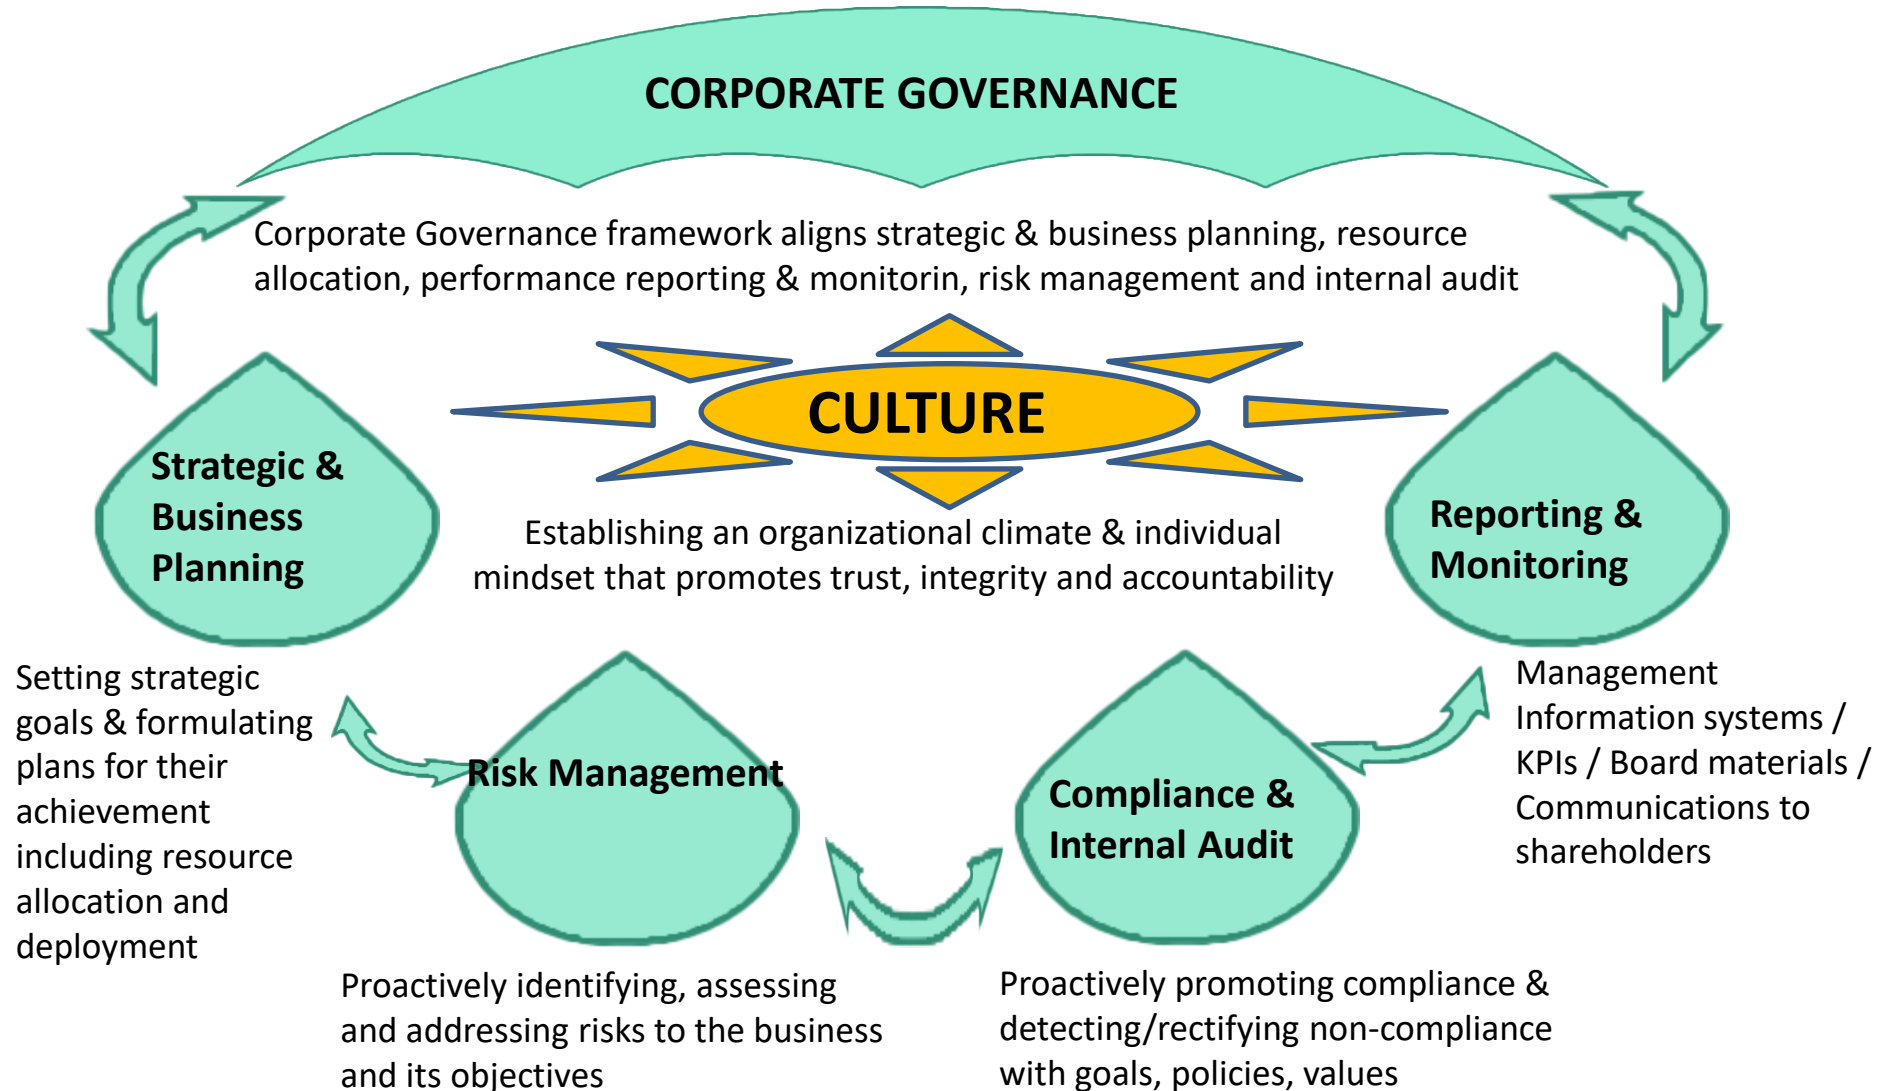 CORPORATE GOVERNANCE
Corporate Governance framework aligns strategic & business planning, resource
allocation, performance reporting & monitorin, risk management and internal audit
CULTURE
Establishing an organizational climate & individual
mindset that promotes trust, integrity and accountability
Strategic &
Business
Planning
Setting strategic
goals & formulating
plans for their
achievement
including resource
allocation and
deployment
Risk Management
Proactively identifying, assessing
and addressing risks to the business
and its objectives
Compliance &
Internal Audit
Proactively promoting compliance &
detecting/rectifying non-compliance
with goals, policies, values
Reporting &
Monitoring
Management
Information systems /
KPIs / Board materials /
Communications to
shareholders